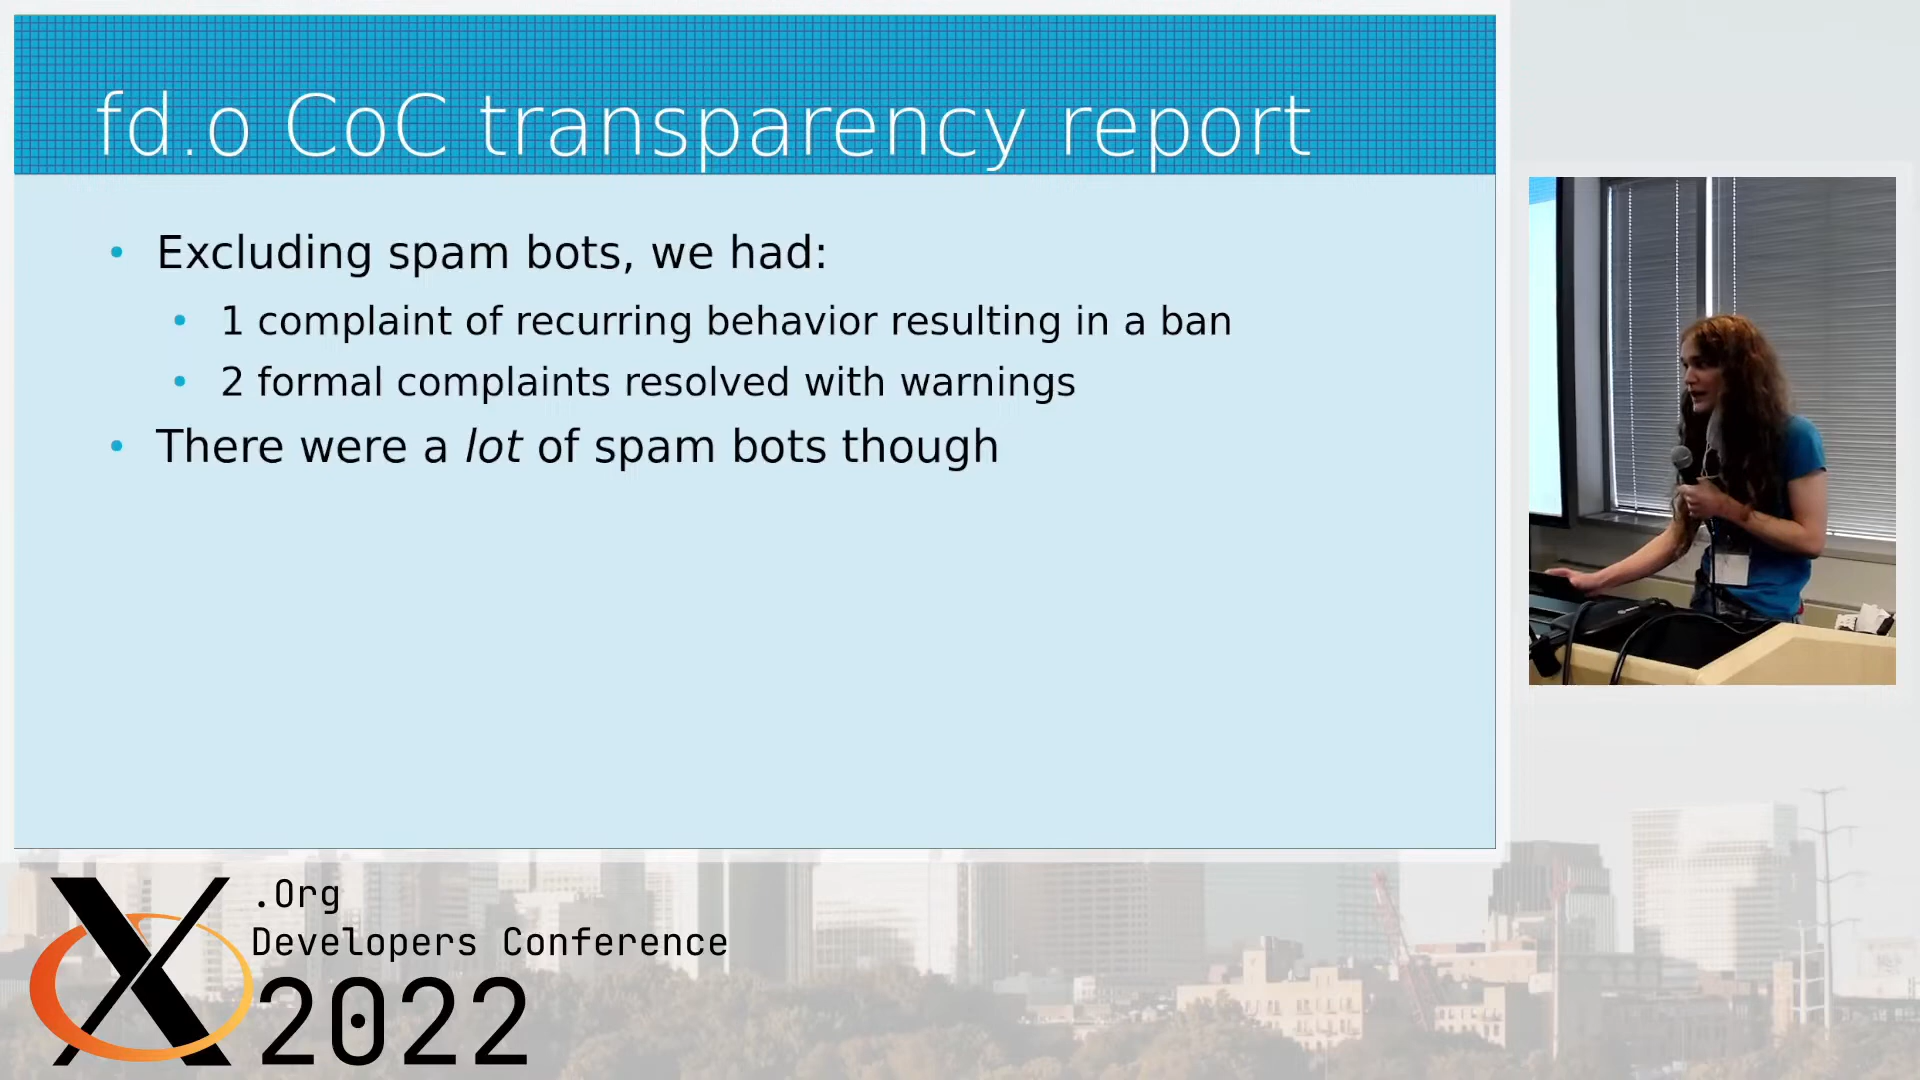 fd.o CoC transparency report
Excluding spam bots, we had:
1 complaint of recurring behavior resulting in a ban
2 formal complaints resolved with warnings
There were a lot of spam bots though
.Org
Developers Conference
2022